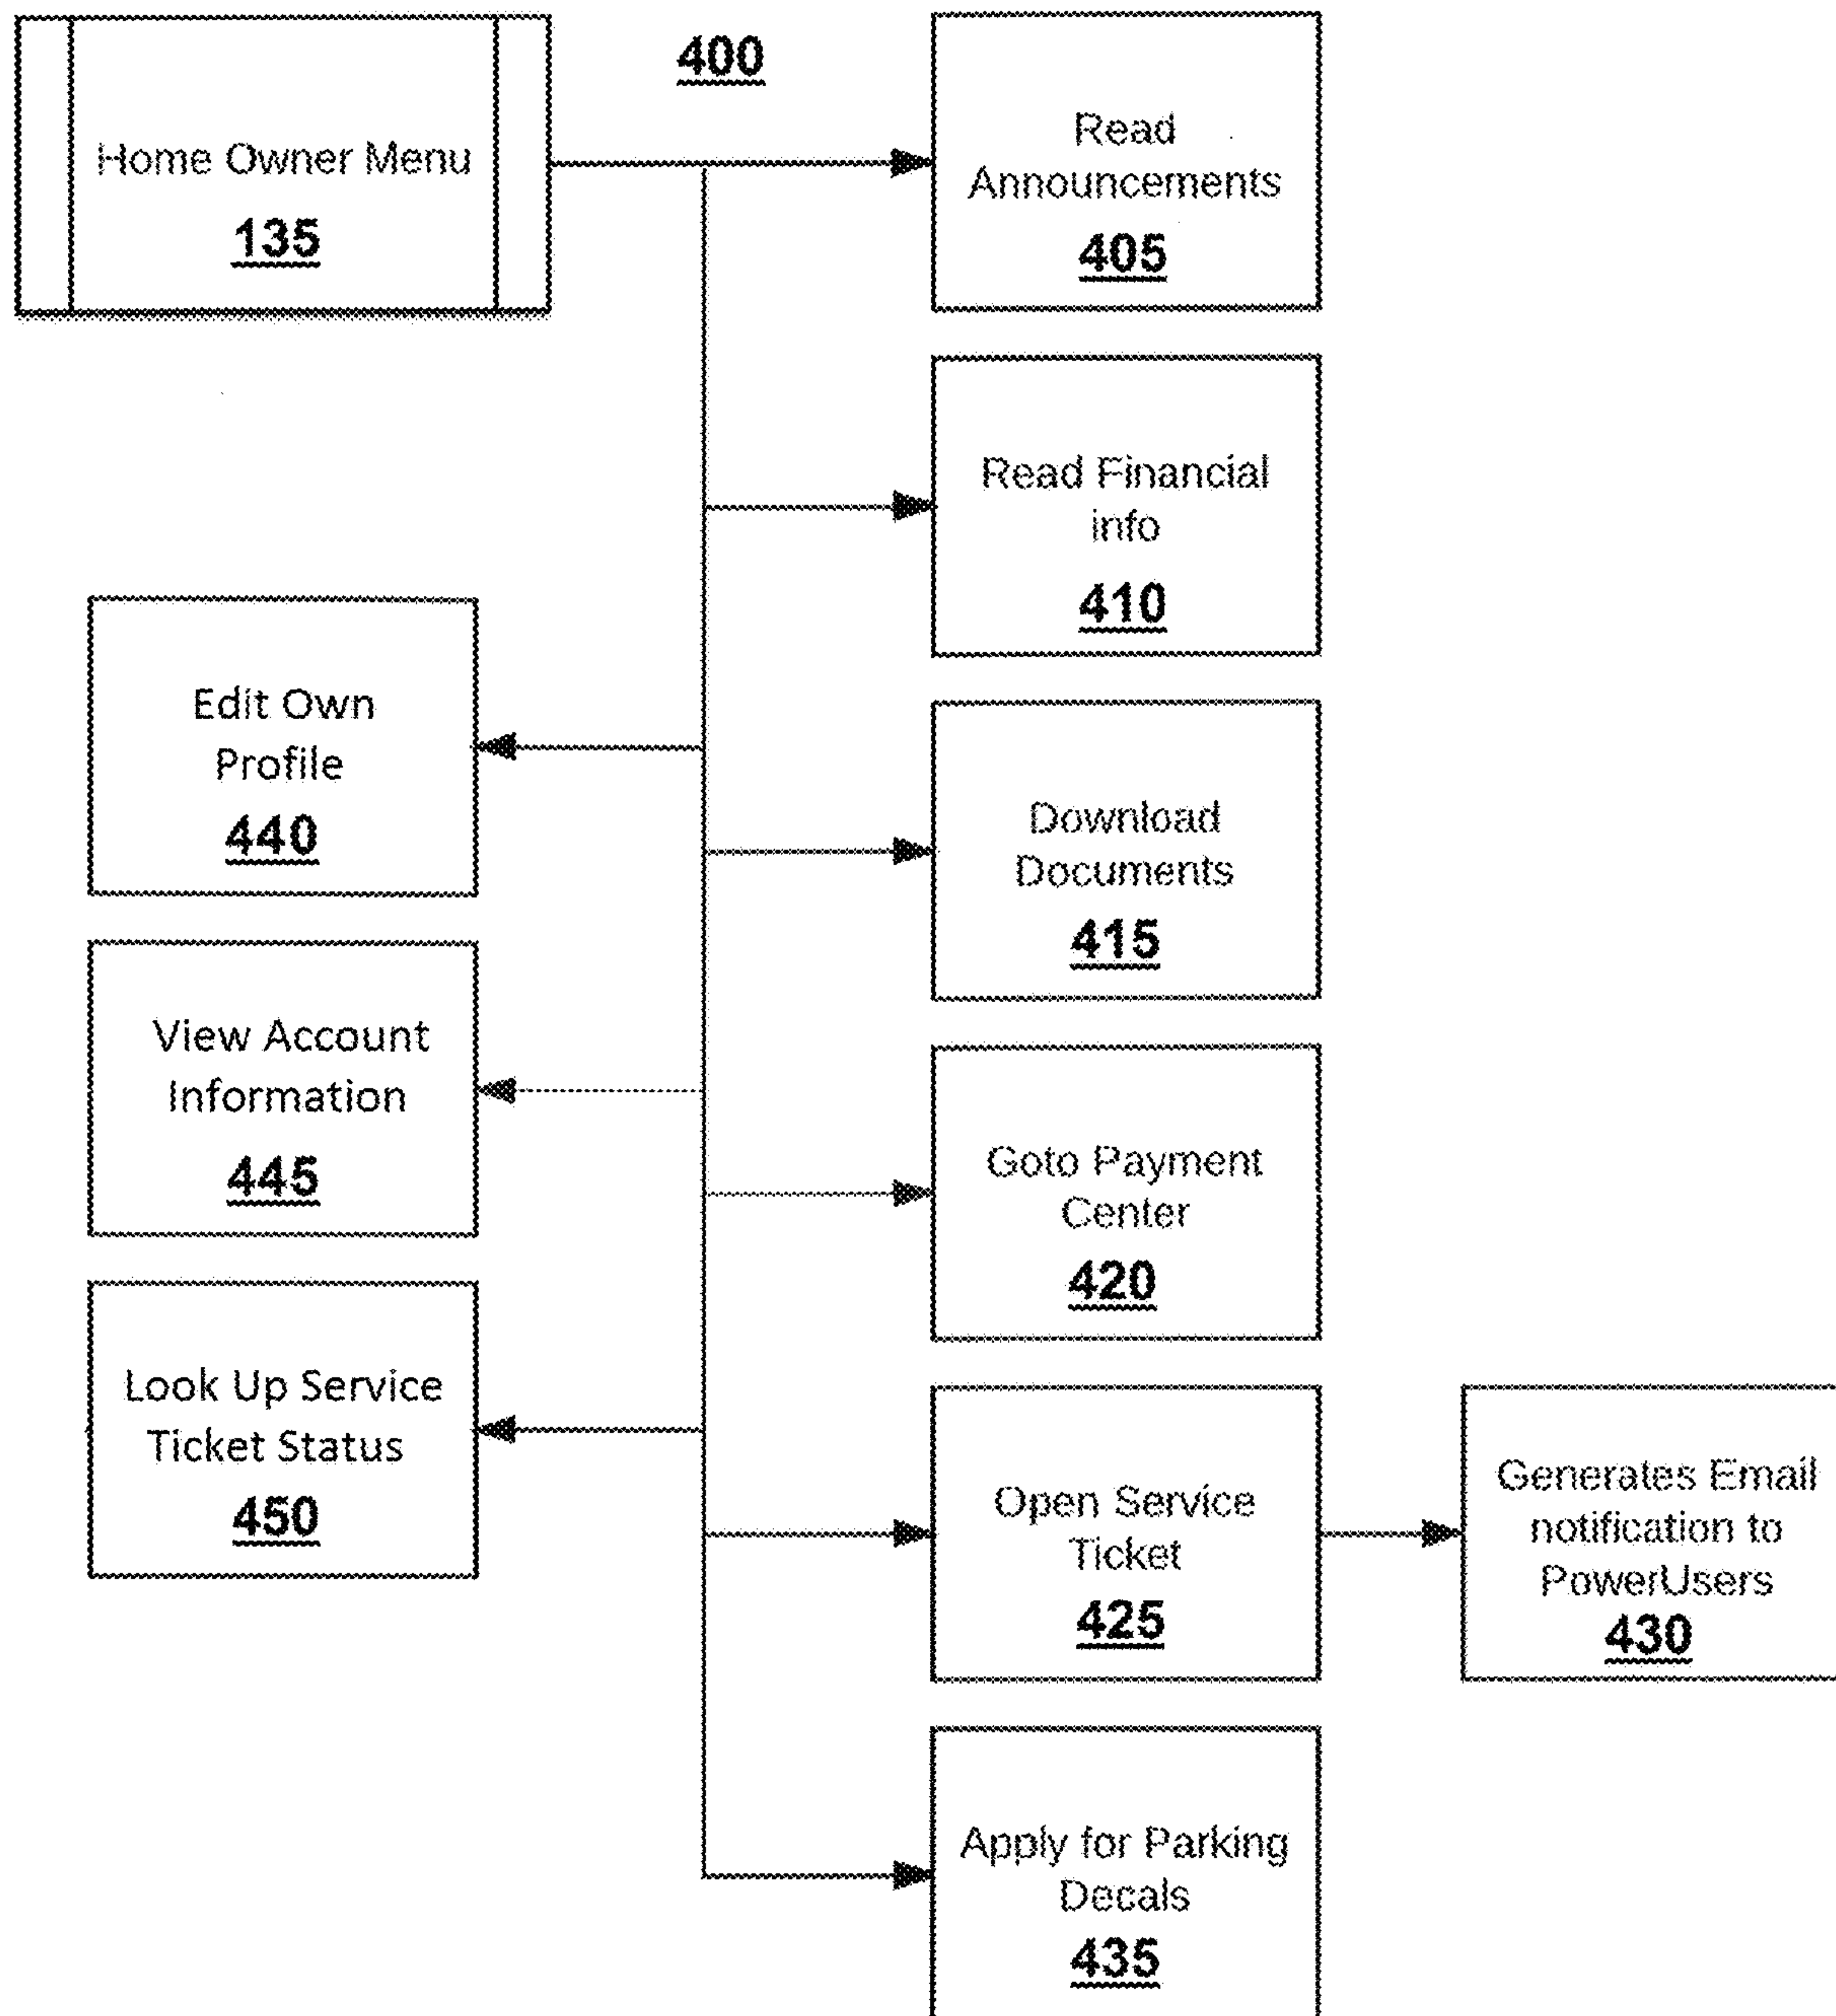 Home Owner Menu
135
400
Read
Announcements
405
Read Financial
info
410
Edit Own
Profile
440
Download
Documents
415
View Account
Information
445
Goto Payment
Center
420
Look Up Service
Ticket Status
450
Open Service
Ticket
425
Generates Email
notification to
PowerUsers
430
Apply for Parking
Decals
435